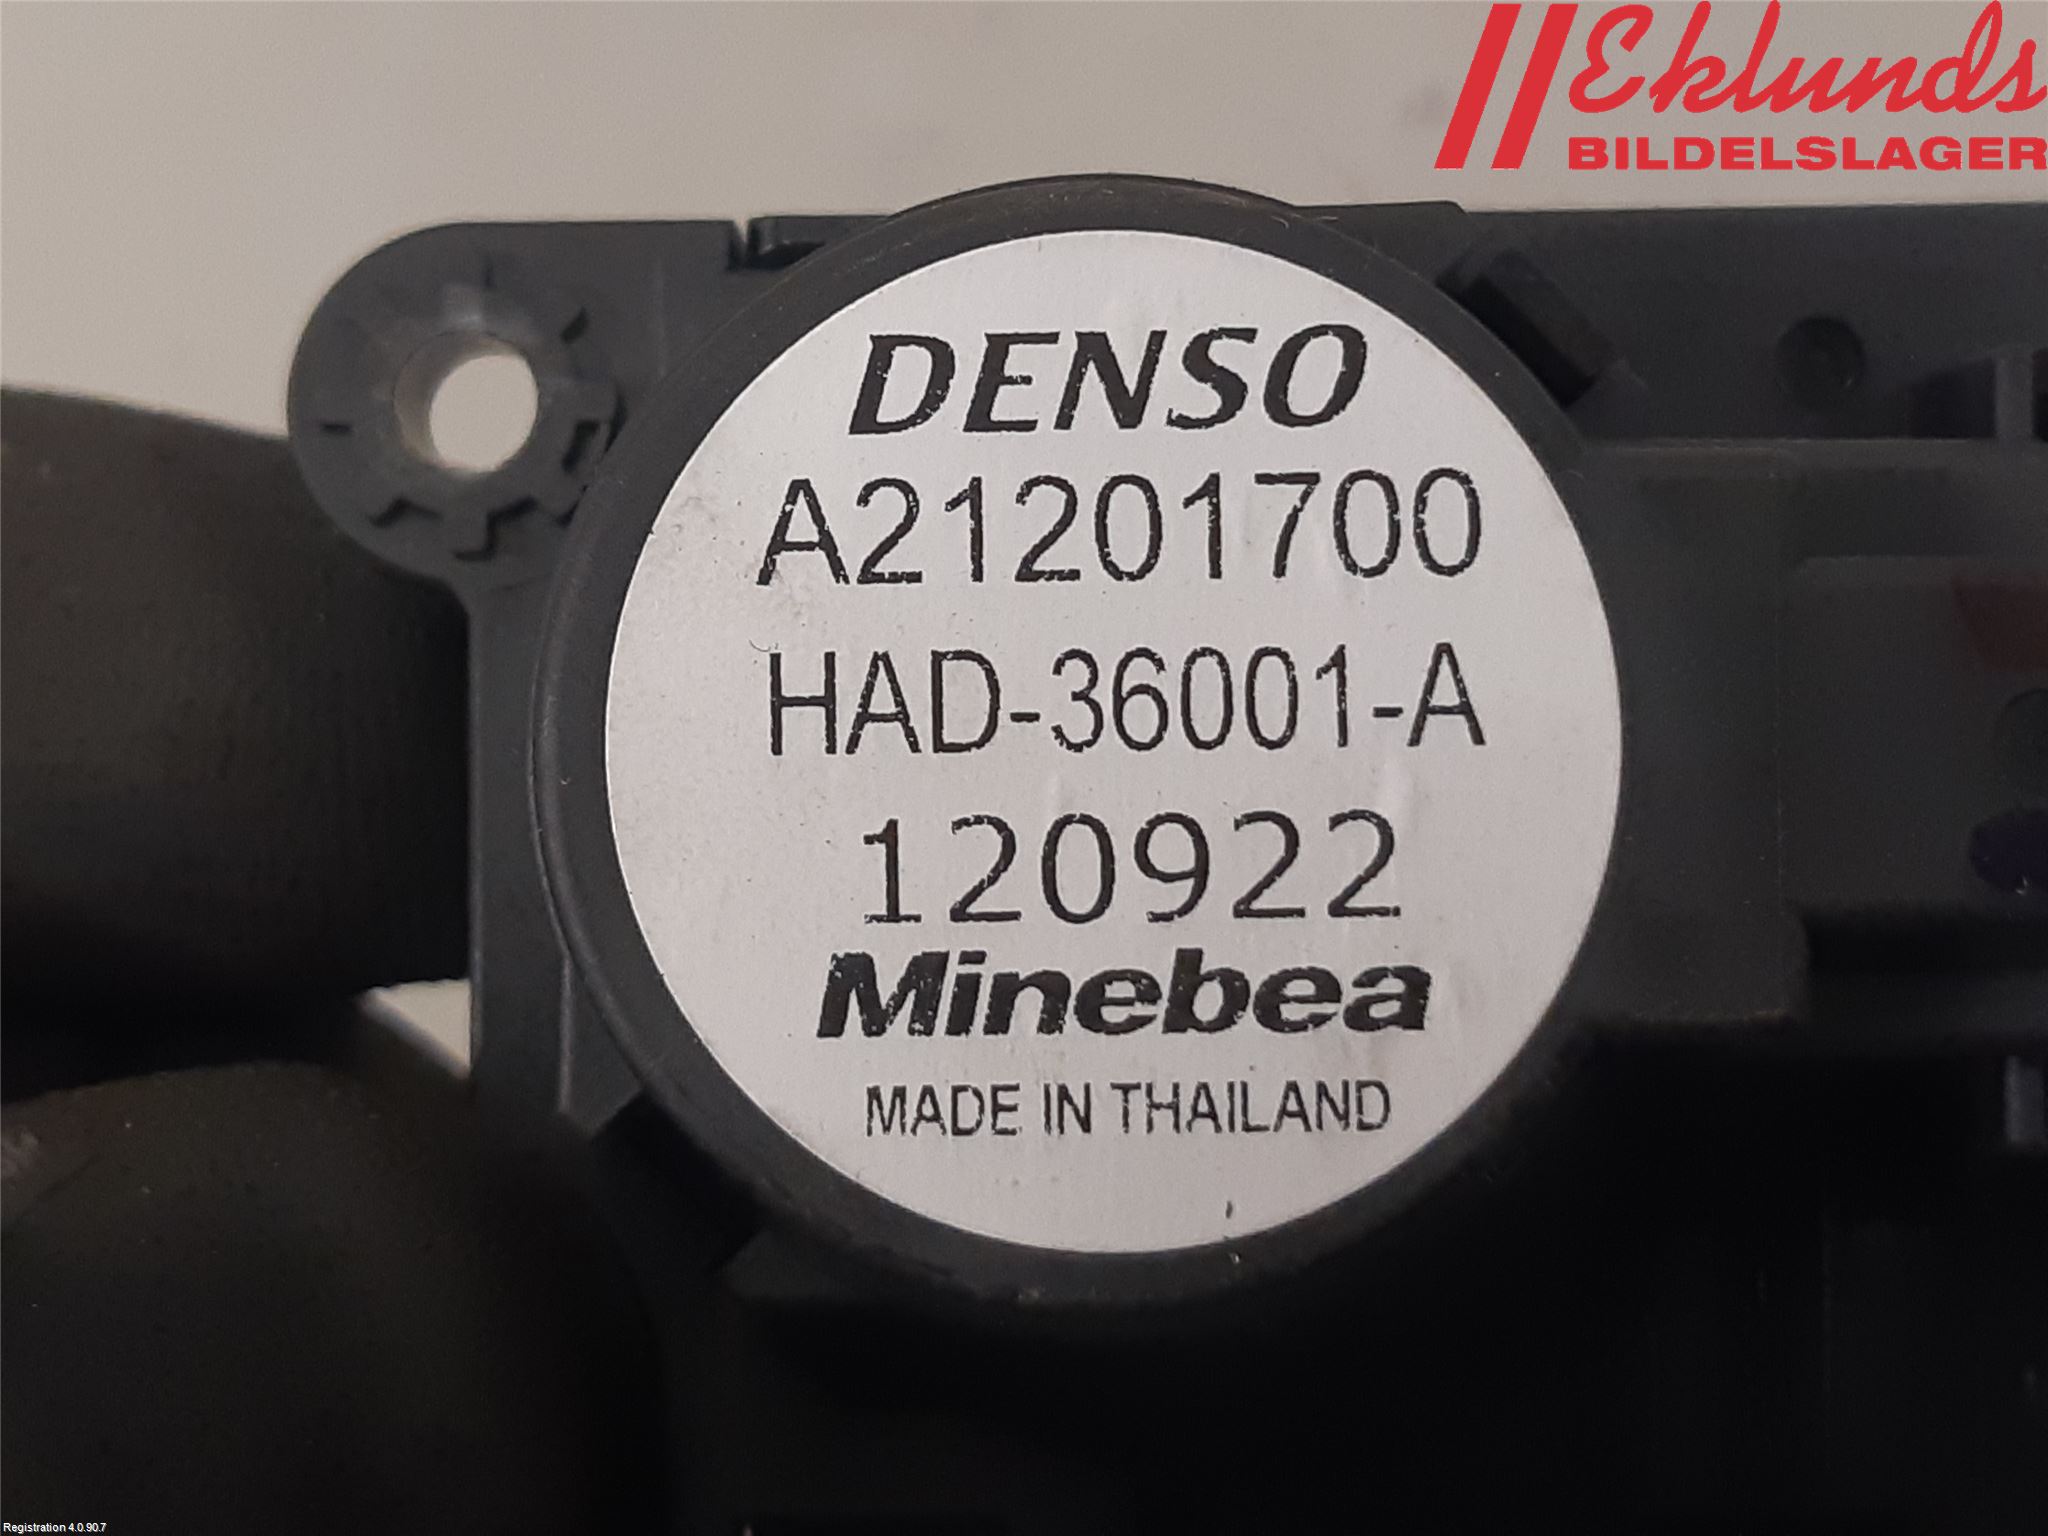 Eklunds
BILDELSLAGER
DENSO
A21201700
HAD-36001-A
120922
Minebea
MADE IN THAILAND
Registration 4.0.90.7